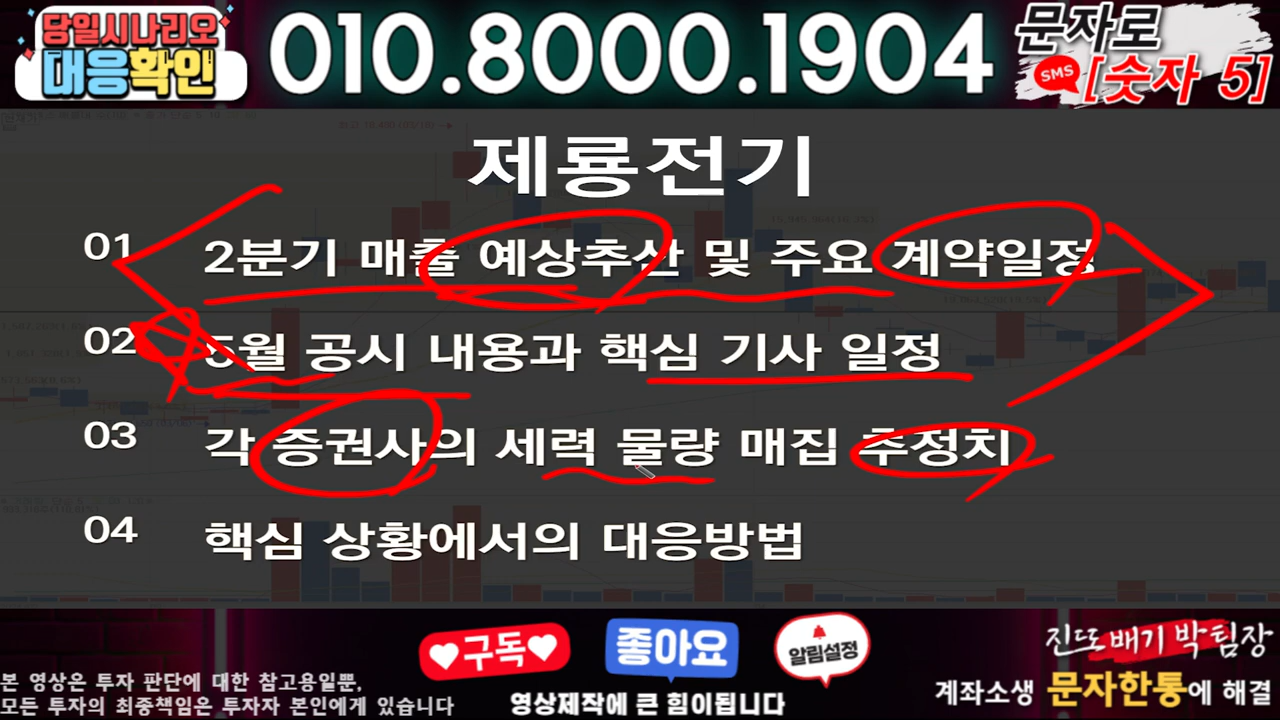 당일시나리오
대응확인
010.8000.1904
문자로
SMS
[숫자 5]
제룡전기
01
2분기 매출 예상추산 및 주요 계약일정
02
5월 공시 내용과 핵심 기사 일정
03
각 증권사의 세력 물량 매집 추정치
04
핵심 상황에서의 대응방법
구독
좋아요
알림설정
영상제작에 큰 힘이됩니다
본 영상은 투자 판단에 대한 참고용일뿐,
모든 투자의 최종책임은 투자자 본인에게 있습니다
진또배기 박팀장
계좌소생 문자한통에 해결